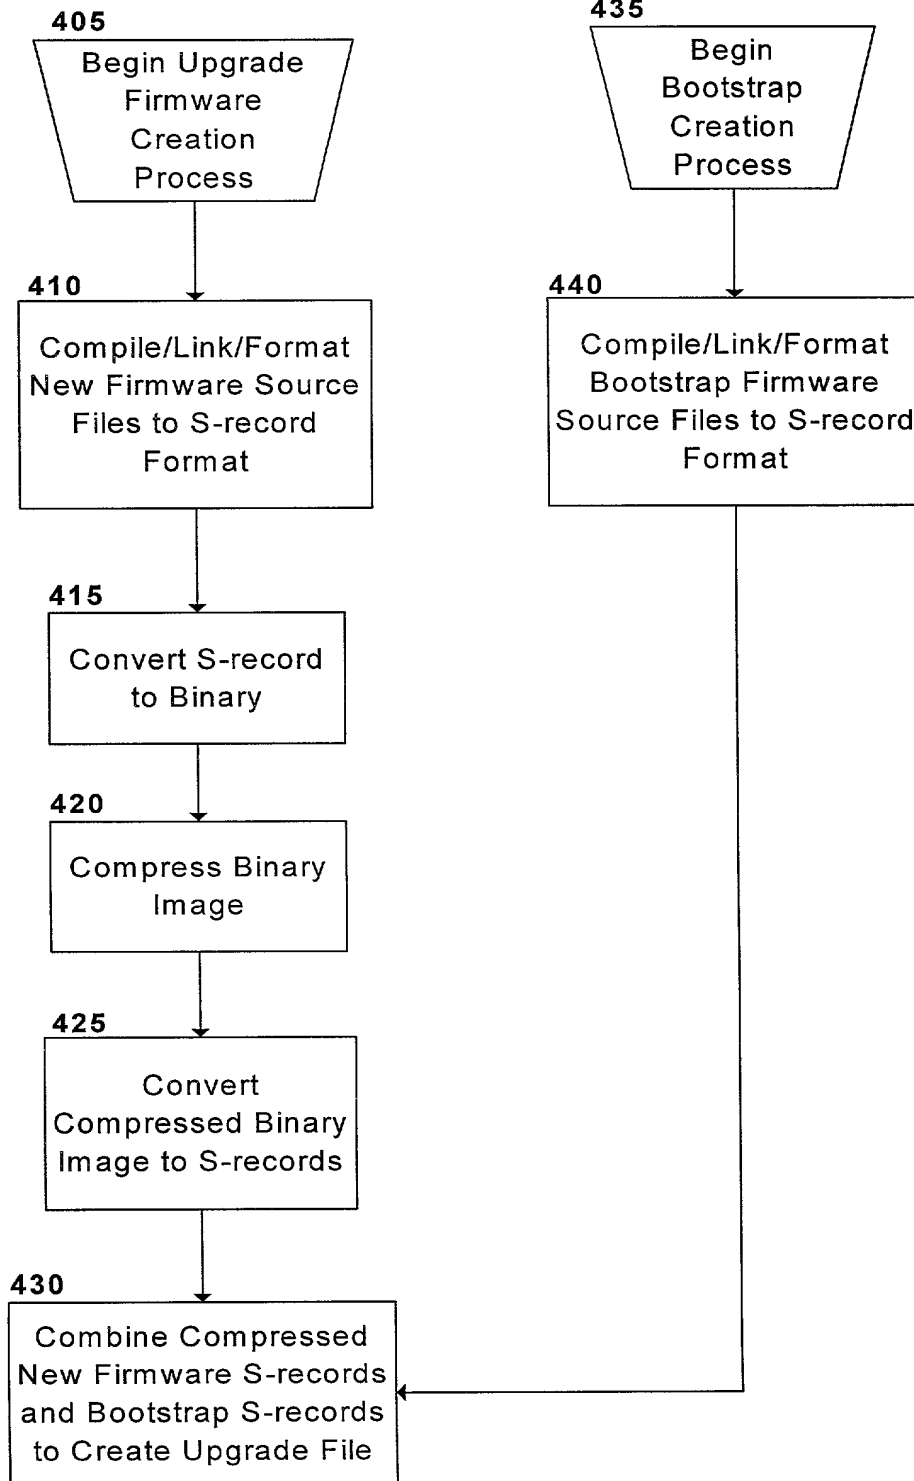 405
Begin Upgrade
Firmware
Creation
Process
410
Compile/Link/Format
New Firmware Source
Files to S-record
Format
415
Convert S-record
to Binary
420
Compress Binary
Image
425
Convert
Compressed Binary
Image to S-records
430
Combine Compressed
New Firmware S-records
and Bootstrap S-records
to Create Upgrade File
435
Begin
Bootstrap
Creation
Process
440
Compile/Link/Format
Bootstrap Firmware
Source Files to S-record
Format